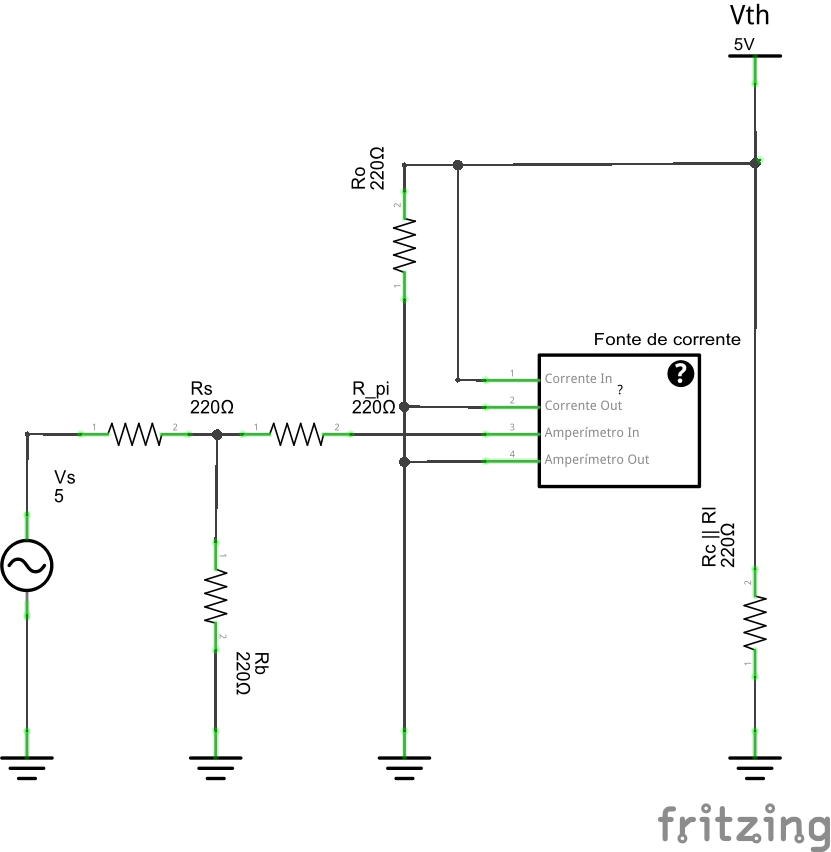 Vth
5V
Ro
220Ω
2
1
Fonte de corrente
1
Corrente In
?
?
2
Corrente Out
3
Amperímetro In
4
Amperímetro Out
Rs
220Ω
1
2
R_pi
220Ω
1
2
Vs
5
1
2
Rb
220Ω
Rc || Rl
220Ω
2
1
fritzing